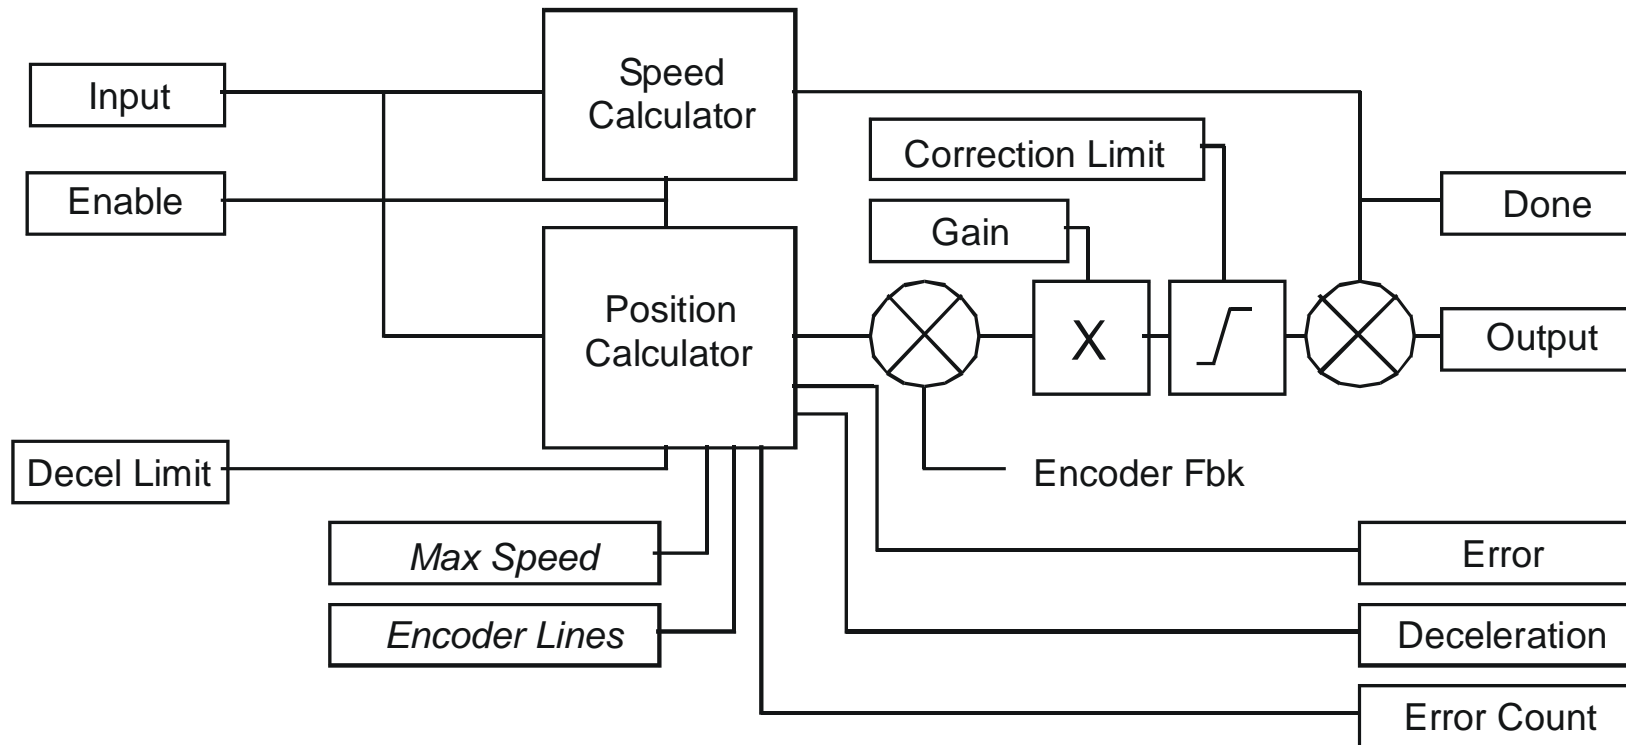 Speed
Calculator
Input
Correction Limit
Enable
Done
Gain
Position
Calculator
X
Output
Decel Limit
Encoder Fbk
Max Speed
Error
Encoder Lines
Deceleration
Error Count